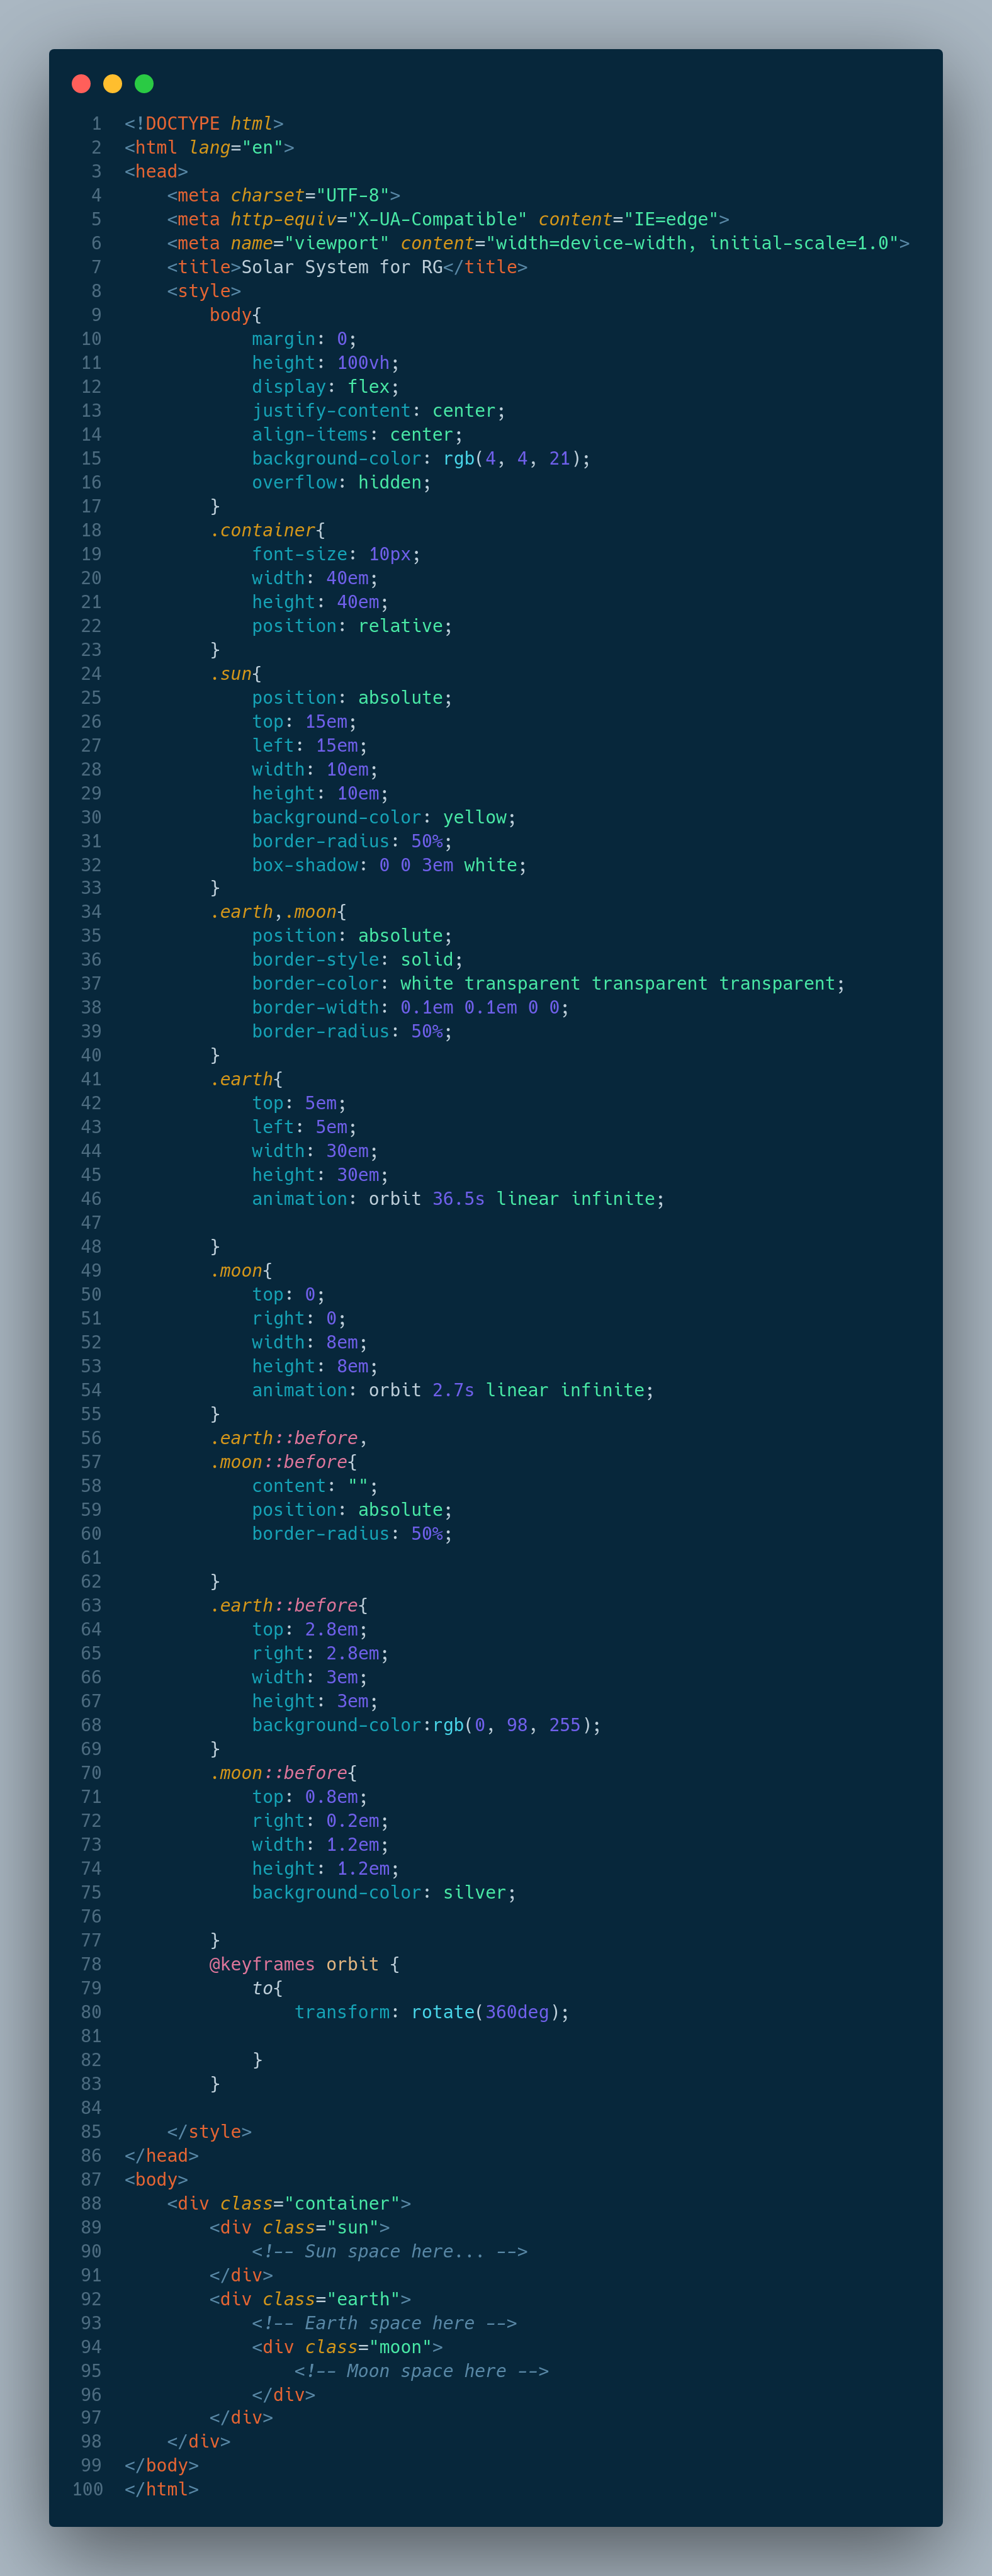 1 <!DOCTYPE html>
2 <html lang="en">
3 <head>
4     <meta charset="UTF-8">
5     <meta http-equiv="X-UA-Compatible" content="IE=edge">
6     <meta name="viewport" content="width=device-width, initial-scale=1.0">
7     <title>Solar System for RG</title>
8     <style>
9         body{
10             margin: 0;
11             height: 100vh;
12             display: flex;
13             justify-content: center;
14             align-items: center;
15             background-color: rgb(4, 4, 21);
16             overflow: hidden;
17         }
18         .container{
19             font-size: 10px;
20             width: 40em;
21             height: 40em;
22             position: relative;
23         }
24         .sun{
25             position: absolute;
26             top: 15em;
27             left: 15em;
28             width: 10em;
29             height: 10em;
30             background-color: yellow;
31             border-radius: 50%;
32             box-shadow: 0 0 3em white;
33         }
34         .earth,.moon{
35             position: absolute;
36             border-style: solid;
37             border-color: white transparent transparent transparent;
38             border-width: 0.1em 0.1em 0 0;
39             border-radius: 50%;
40         }
41         .earth{
42             top: 5em;
43             left: 5em;
44             width: 30em;
45             height: 30em;
46             animation: orbit 36.5s linear infinite;
47
48         }
49         .moon{
50             top: 0;
51             right: 0;
52             width: 8em;
53             height: 8em;
54             animation: orbit 2.7s linear infinite;
55         }
56         .earth::before,
57         .moon::before{
58             content: "";
59             position: absolute;
60             border-radius: 50%;
61
62         }
63         .earth::before{
64             top: 2.8em;
65             right: 2.8em;
66             width: 3em;
67             height: 3em;
68             background-color:rgb(0, 98, 255);
69         }
70         .moon::before{
71             top: 0.8em;
72             right: 0.2em;
73             width: 1.2em;
74             height: 1.2em;
75             background-color: silver;
76
77         }
78         @keyframes orbit {
79             to{
80                 transform: rotate(360deg);
81
82             }
83         }
84
85     </style>
86 </head>
87 <body>
88     <div class="container">
89         <div class="sun">
90             <!-- Sun space here... -->
91         </div>
92         <div class="earth">
93             <!-- Earth space here -->
94             <div class="moon">
95                 <!-- Moon space here -->
96             </div>
97         </div>
98     </div>
99 </body>
100 </html>